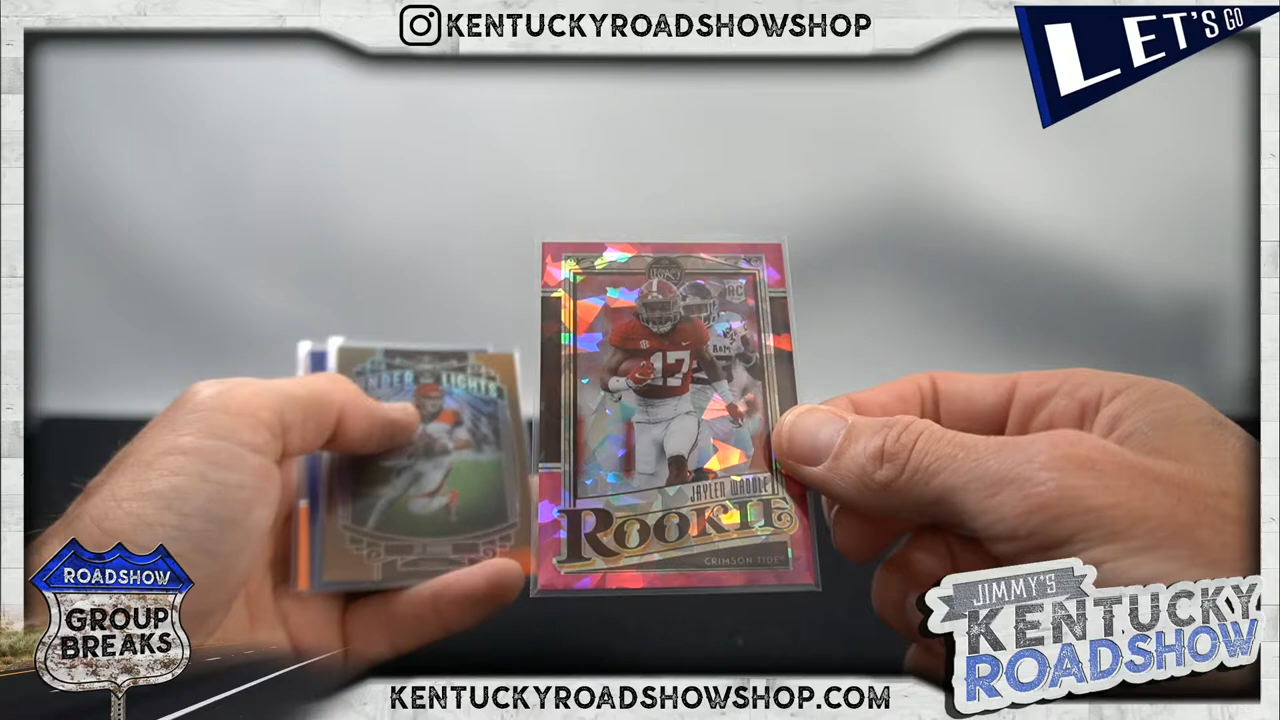 KENTUCKYROADSHOWSHOP
LET'S GO
LEGACY
RC
17
UNDER LIGHTS
JAYLEN WADDLE
ROOKIE
CRIMSON TIDE
ROADSHOW
GROUP
BREAKS
JIMMY'S
KENTUCKY
ROADSHOW
KENTUCKYROADSHOWSHOP.COM